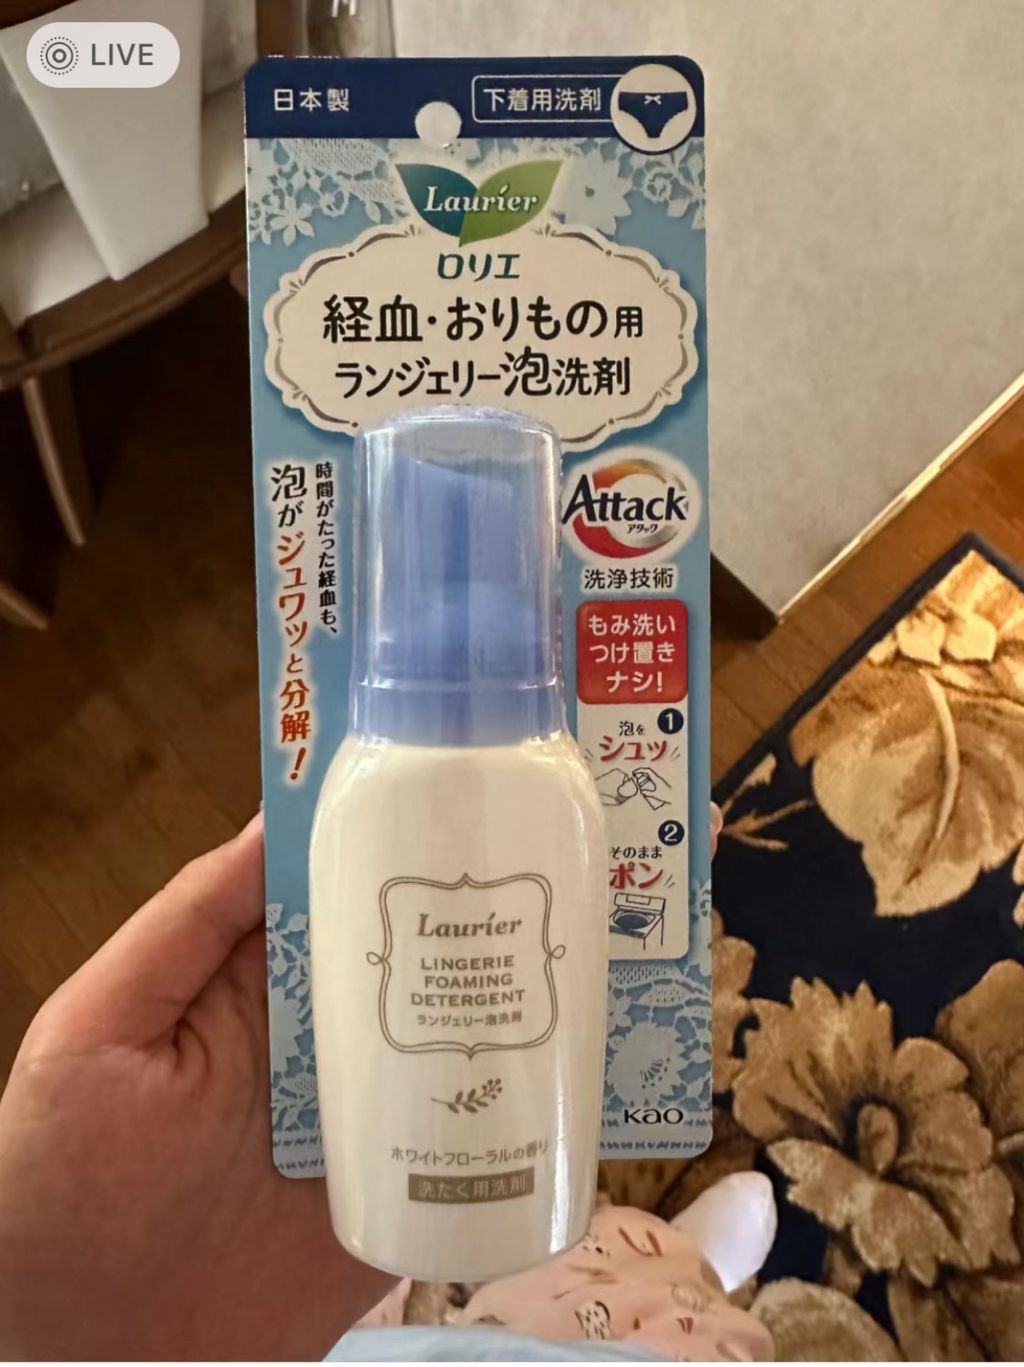 LIVE
日本製
下着用洗剤
Laurier
ロリエ
経血・おりもの用
ランジェリー泡洗剤
時間がたった経血も、
泡がジュワッと分解！
Attack
アタック
洗浄技術
もみ洗い
つけ置き
ナシ！
1
泡を
シュッ
2
そのまま
ポン
Laurier
LINGERIE
FOAMING
DETERGENT
ランジェリー泡洗剤
Kao
ホワイトフローラルの香り
洗たく用洗剤